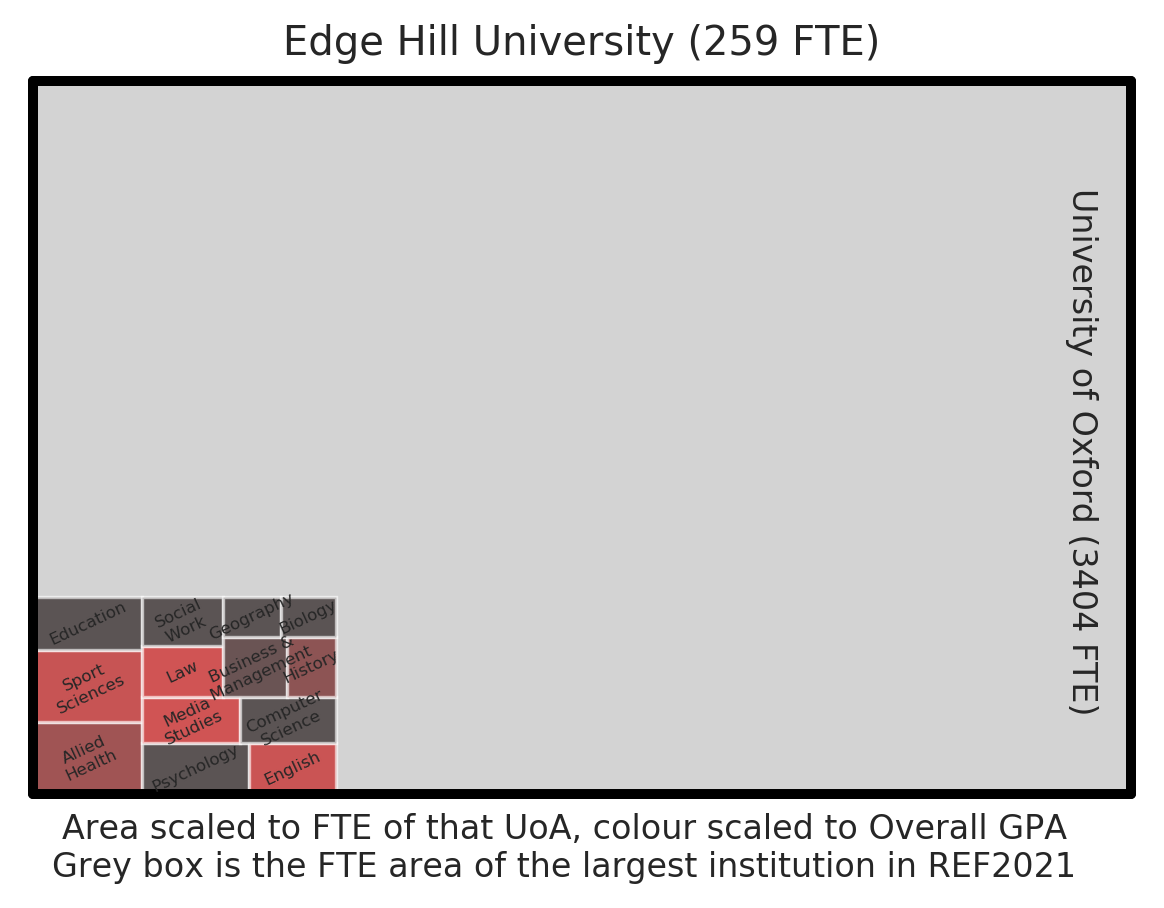 Edge Hill University (259 FTE)
University of Oxford (3404 FTE)
Education
Social
Work
Geography
Biology
Sport
Sciences
Law
Business &
Management
History
Media
Studies
Computer
Science
Allied
Health
Psychology
English
Area scaled to FTE of that UoA, colour scaled to Overall GPA
Grey box is the FTE area of the largest institution in REF2021